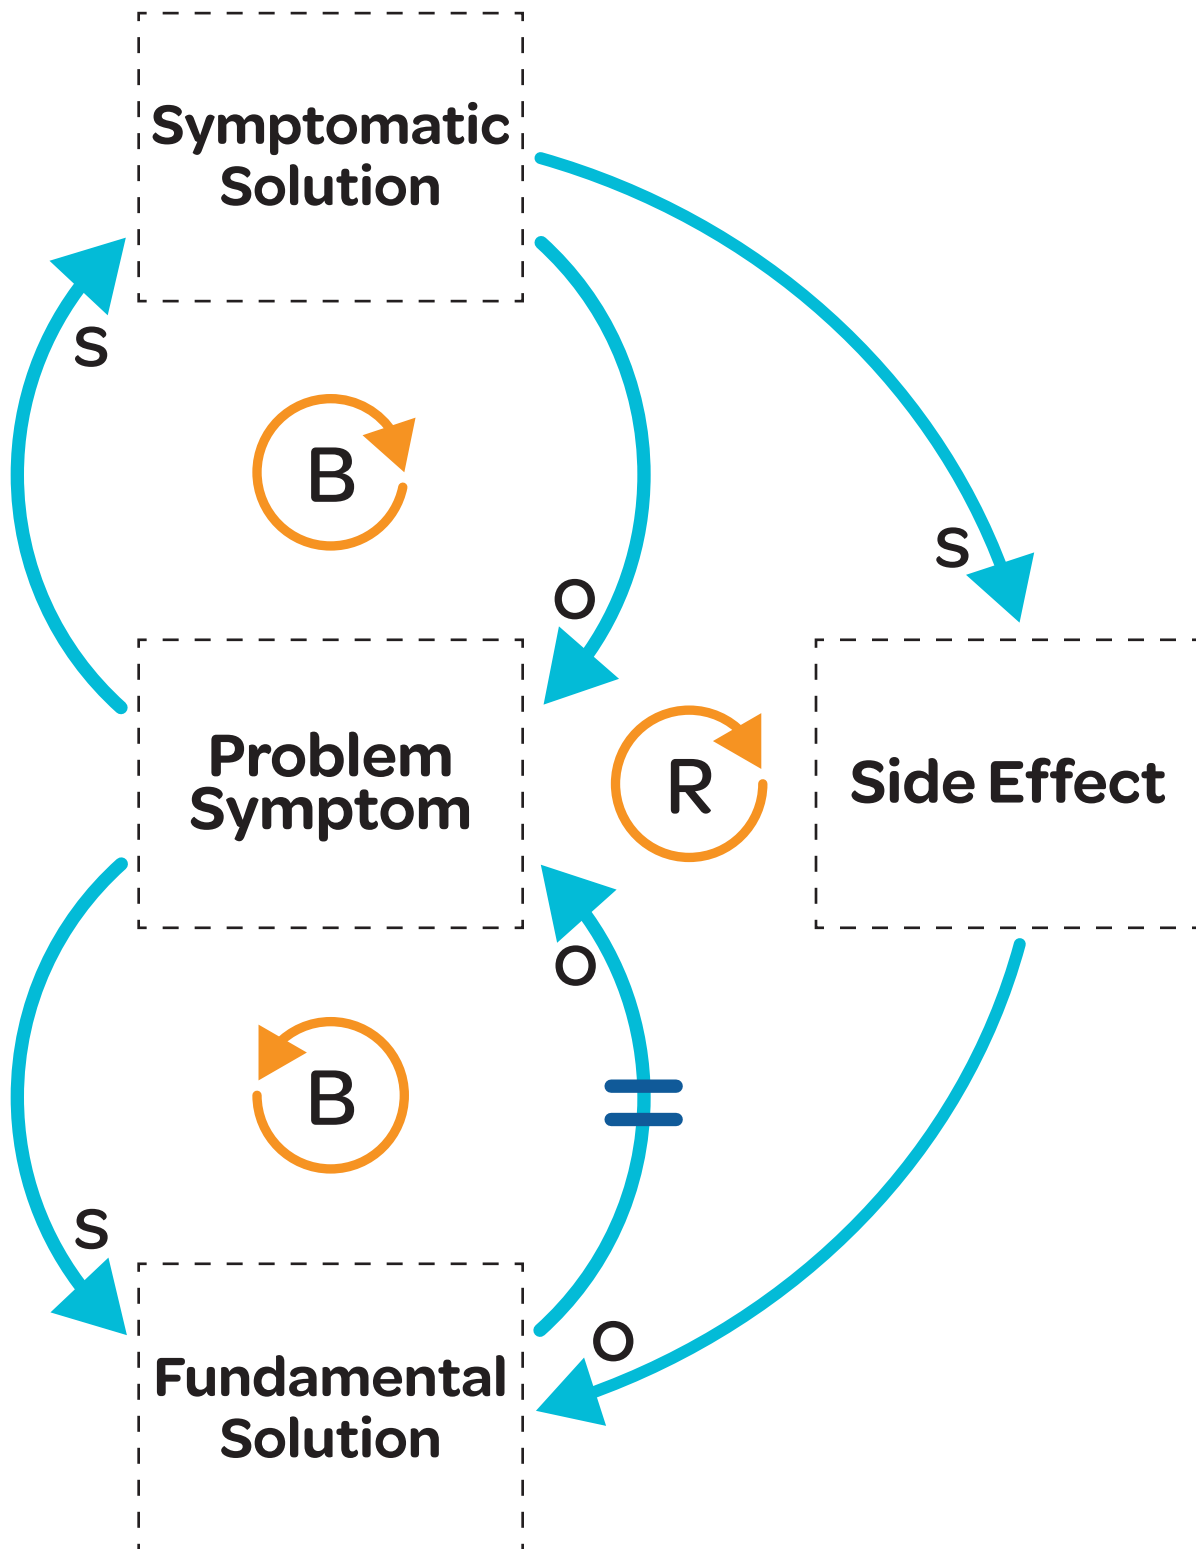 Symptomatic
Solution
S
B
O
S
Problem
Symptom
R
Side Effect
O
B
S
O
Fundamental
Solution